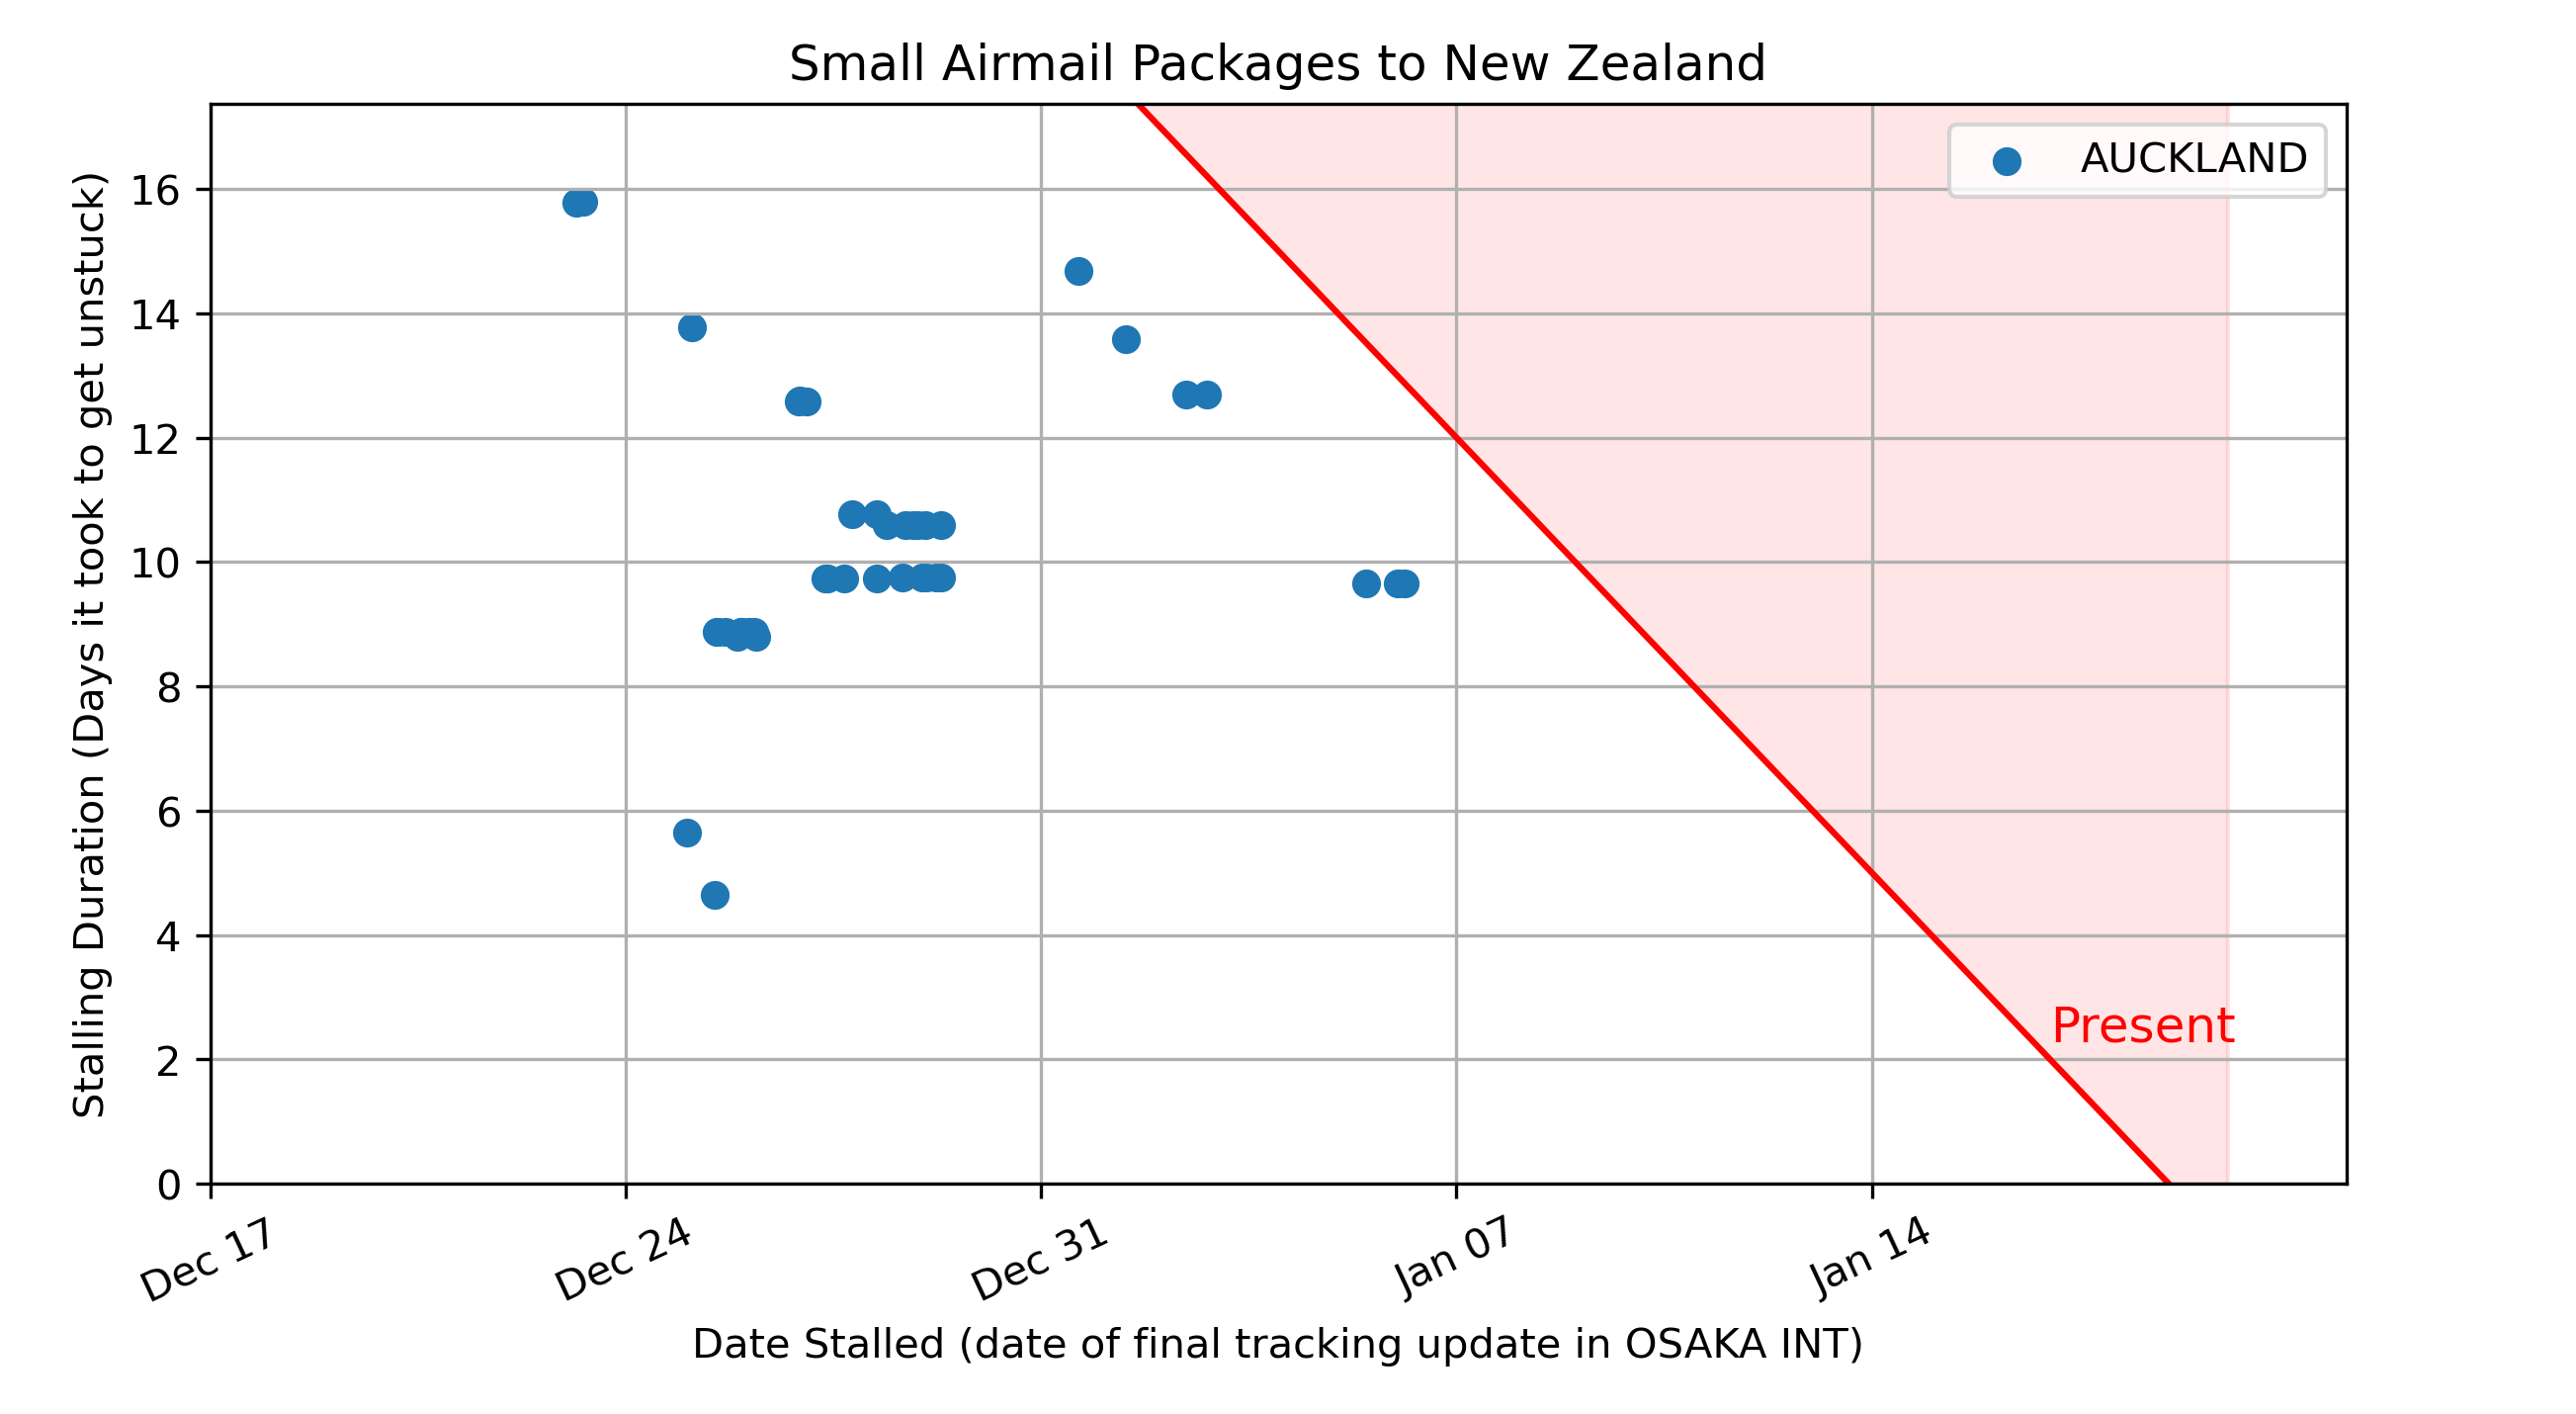 Small Airmail Packages to New Zealand
AUCKLAND
Stalling Duration (Days it took to get unstuck)
16
14
12
10
8
6
4
2
0
Present
Dec 17
Dec 24
Dec 31
Jan 07
Jan 14
Date Stalled (date of final tracking update in OSAKA INT)